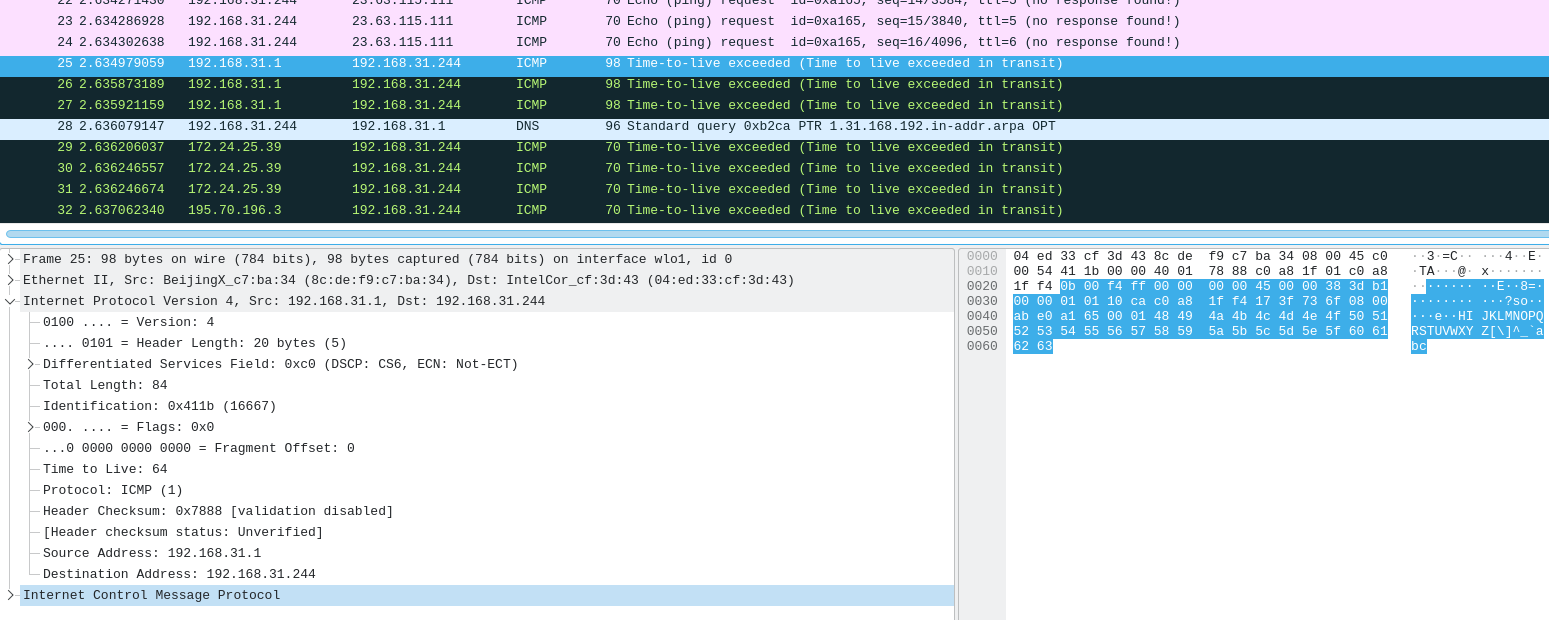 22 2.634271430 192.168.31.244 23.63.115.111 ICMP 70 Echo (ping) request id=0xa165, seq=14/3584, ttl=5 (no response found!)
23 2.634286928 192.168.31.244 23.63.115.111 ICMP 70 Echo (ping) request id=0xa165, seq=15/3840, ttl=5 (no response found!)
24 2.634302638 192.168.31.244 23.63.115.111 ICMP 70 Echo (ping) request id=0xa165, seq=16/4096, ttl=6 (no response found!)
25 2.634979059 192.168.31.1 192.168.31.244 ICMP 98 Time-to-live exceeded (Time to live exceeded in transit)
26 2.635873189 192.168.31.1 192.168.31.244 ICMP 98 Time-to-live exceeded (Time to live exceeded in transit)
27 2.635921159 192.168.31.1 192.168.31.244 ICMP 98 Time-to-live exceeded (Time to live exceeded in transit)
28 2.636079147 192.168.31.244 192.168.31.1 DNS 96 Standard query 0xb2ca PTR 1.31.168.192.in-addr.arpa OPT
29 2.636206037 172.24.25.39 192.168.31.244 ICMP 70 Time-to-live exceeded (Time to live exceeded in transit)
30 2.636246557 172.24.25.39 192.168.31.244 ICMP 70 Time-to-live exceeded (Time to live exceeded in transit)
31 2.636246674 172.24.25.39 192.168.31.244 ICMP 70 Time-to-live exceeded (Time to live exceeded in transit)
32 2.637062340 195.70.196.3 192.168.31.244 ICMP 70 Time-to-live exceeded (Time to live exceeded in transit)
Frame 25: 98 bytes on wire (784 bits), 98 bytes captured (784 bits) on interface wlo1, id 0
Ethernet II, Src: BeijingX_c7:ba:34 (8c:de:f9:c7:ba:34), Dst: IntelCor_cf:3d:43 (04:ed:33:cf:3d:43)
Internet Protocol Version 4, Src: 192.168.31.1, Dst: 192.168.31.244
0100 .... = Version: 4
.... 0101 = Header Length: 20 bytes (5)
Differentiated Services Field: 0xc0 (DSCP: CS6, ECN: Not-ECT)
Total Length: 84
Identification: 0x411b (16667)
000. .... = Flags: 0x0
...0 0000 0000 0000 = Fragment Offset: 0
Time to Live: 64
Protocol: ICMP (1)
Header Checksum: 0x7888 [validation disabled]
[Header checksum status: Unverified]
Source Address: 192.168.31.1
Destination Address: 192.168.31.244
Internet Control Message Protocol
0000 04 ed 33 cf 3d 43 8c de f9 c7 ba 34 08 00 45 c0 ··3·=C·· ···4··E·
0010 00 54 41 1b 00 00 40 01 78 88 c0 a8 1f 01 c0 a8 ·TA···@· x·······
0020 1f f4 0b 00 f4 ff 00 00 00 00 45 00 00 38 3d b1 ········ ··E··8=·
0030 00 00 01 01 10 ca c0 a8 1f f4 17 3f 73 6f 08 00 ········ ···?so··
0040 ab e0 a1 65 00 01 48 49 4a 4b 4c 4d 4e 4f 50 51 ···e··HI JKLMNOPQ
0050 52 53 54 55 56 57 58 59 5a 5b 5c 5d 5e 5f 60 61 RSTUVWXY Z[\]^_`a
0060 62 63 bc